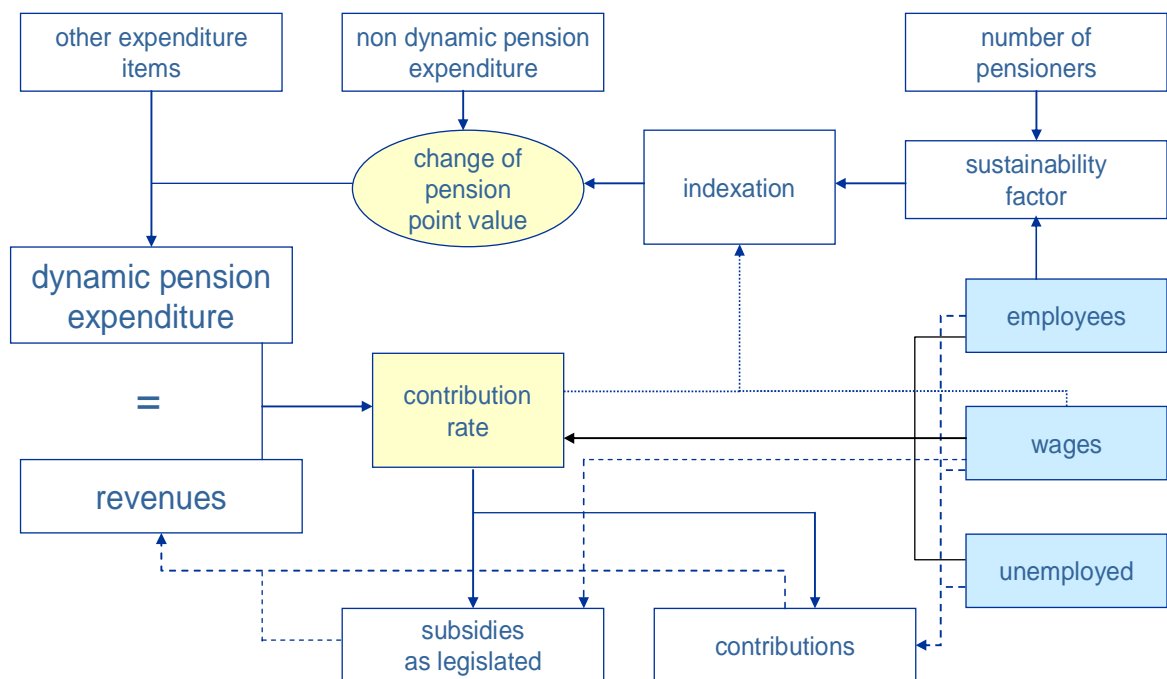 other expenditure
items
non dynamic pension
expenditure
number of
pensioners
change of
pension
point value
indexation
sustainability
factor
dynamic pension
expenditure
employees
=
contribution
rate
wages
revenues
unemployed
subsidies
as legislated
contributions